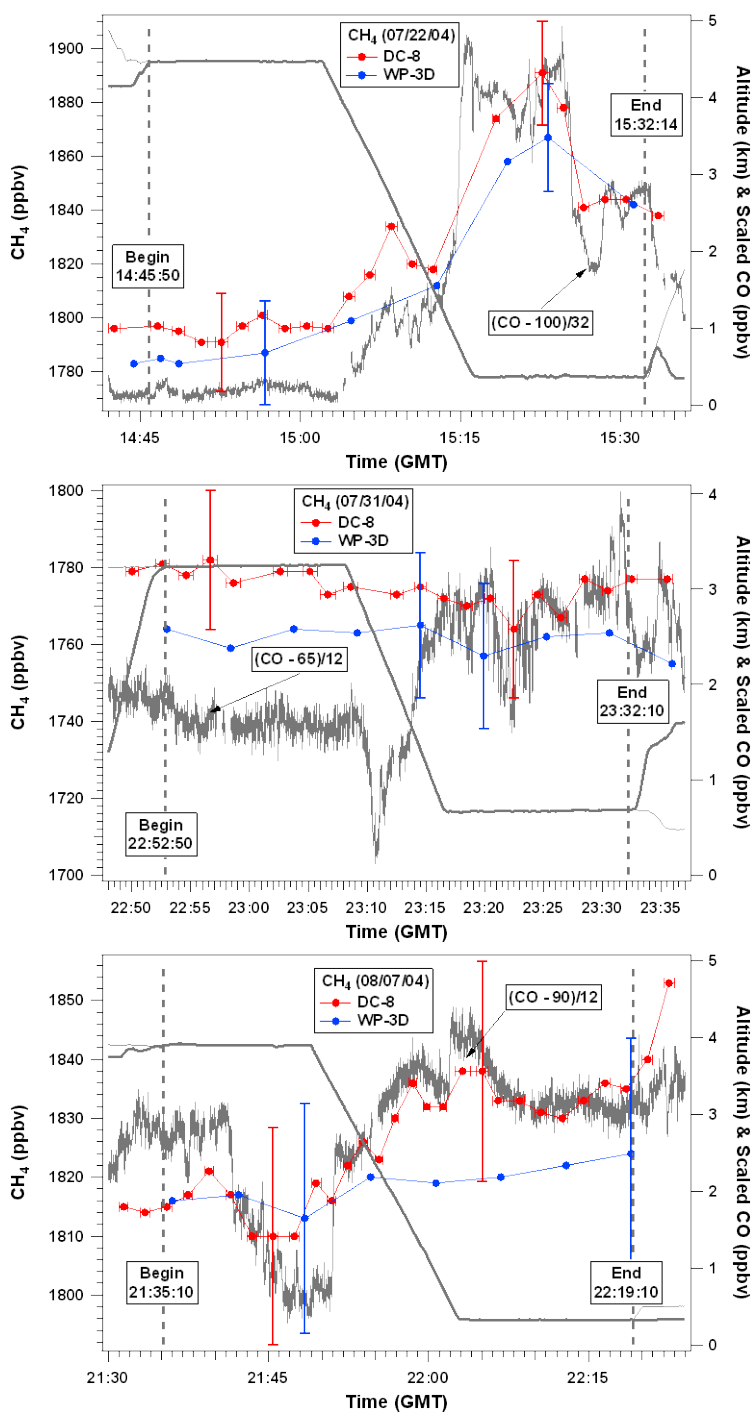 CH4 (07/22/04)
DC-8
WP-3D
Begin
14:45:50
End
15:32:14
(CO - 100)/32
1900
1880
1860
1840
1820
1800
1780
CH4 (ppbv)
5
4
3
2
1
0
Altitude (km) & Scaled CO (ppbv)
14:45
15:00
15:15
15:30
Time (GMT)
CH4 (07/31/04)
DC-8
WP-3D
(CO - 65)/12
Begin
22:52:50
End
23:32:10
1800
1780
1760
1740
1720
1700
CH4 (ppbv)
4
3
2
1
0
Altitude (km) & Scaled CO (ppbv)
22:50
22:55
23:00
23:05
23:10
23:15
23:20
23:25
23:30
23:35
Time (GMT)
CH4 (08/07/04)
DC-8
WP-3D
(CO - 90)/12
Begin
21:35:10
End
22:19:10
1850
1840
1830
1820
1810
1800
CH4 (ppbv)
5
4
3
2
1
0
Altitude (km) & Scaled CO (ppbv)
21:30
21:45
22:00
22:15
Time (GMT)